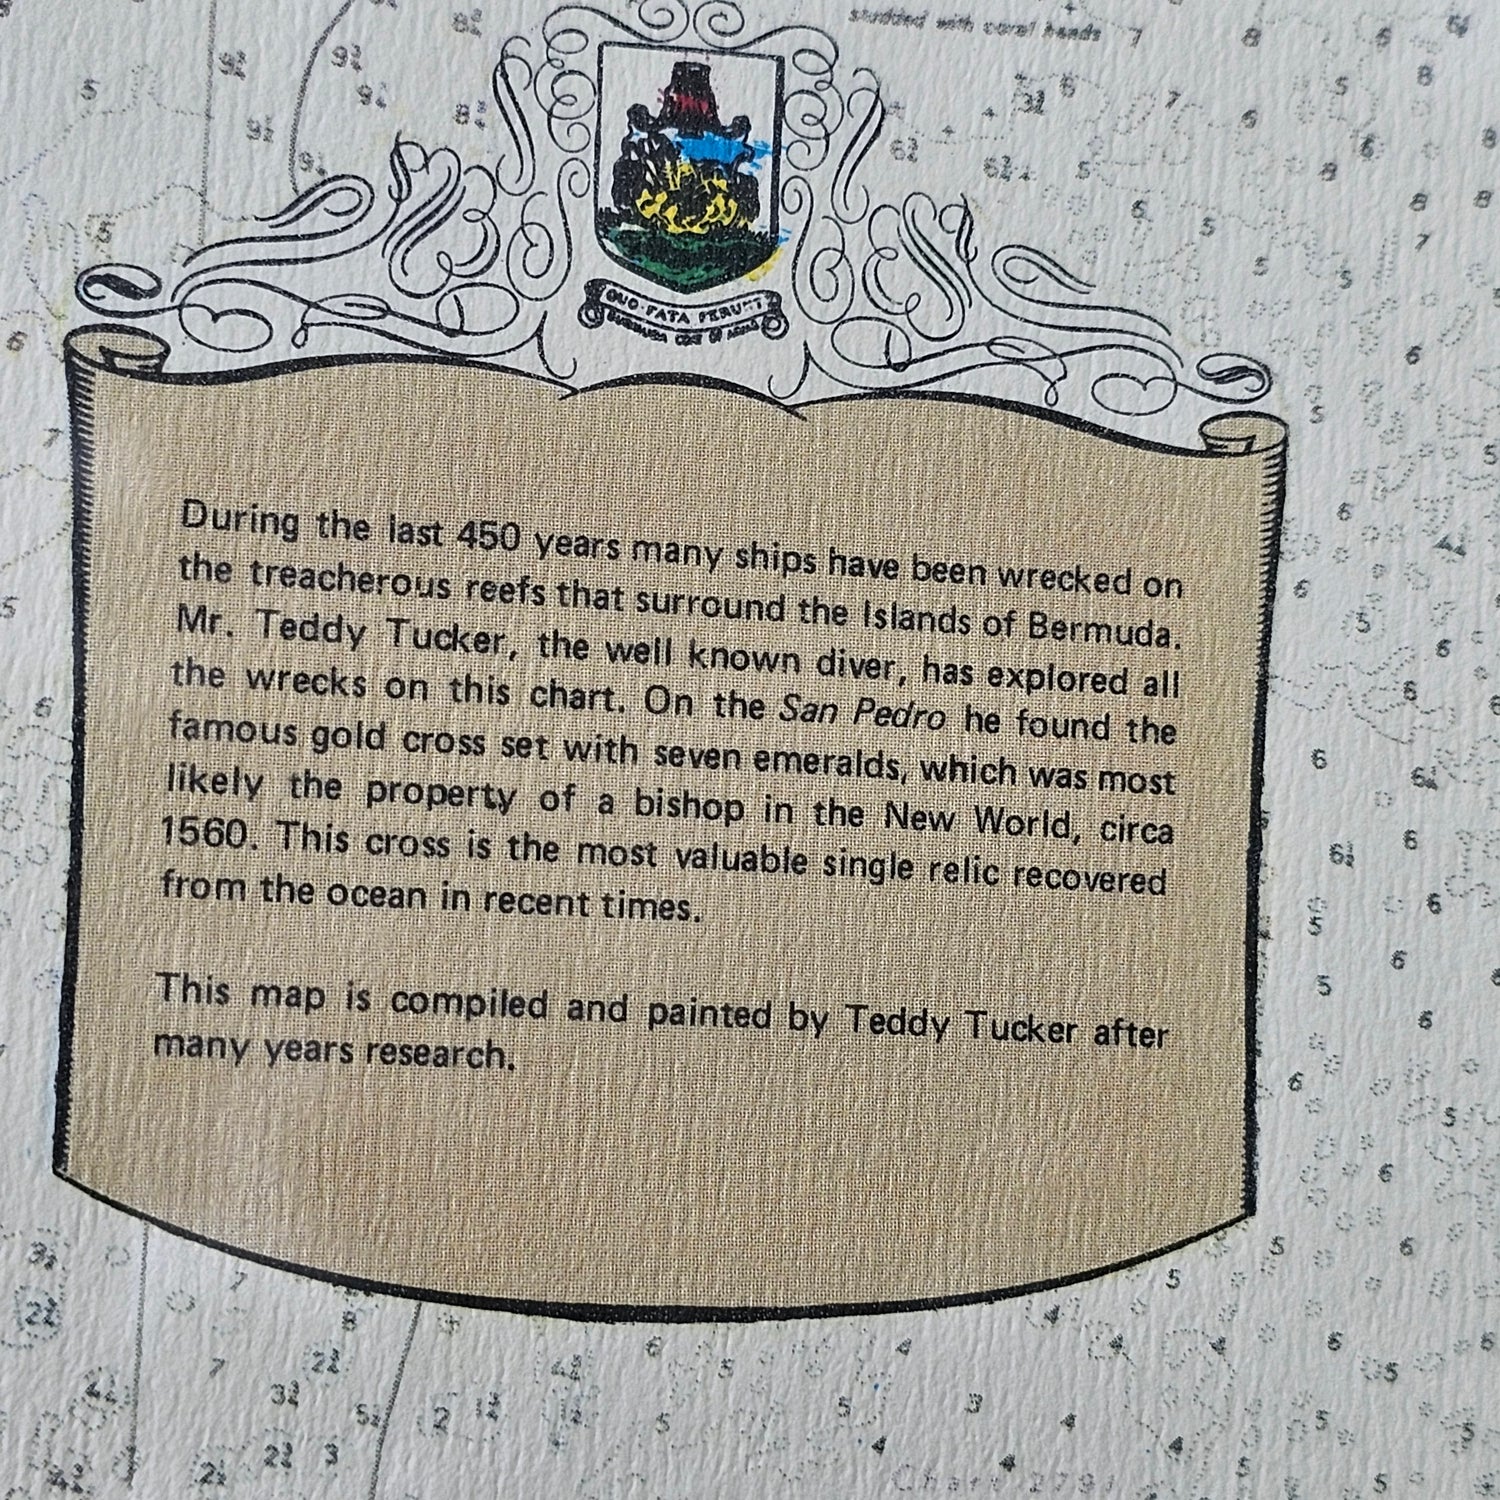 studded with coral heads
QUO FATA FERUNT
BERMUDA COAT OF ARMS
During the last 450 years many ships have been wrecked on
the treacherous reefs that surround the Islands of Bermuda.
Mr. Teddy Tucker, the well known diver, has explored all
the wrecks on this chart. On the San Pedro he found the
famous gold cross set with seven emeralds, which was most
likely the property of a bishop in the New World, circa
1560. This cross is the most valuable single relic recovered
from the ocean in recent times.
This map is compiled and painted by Teddy Tucker after
many years research.